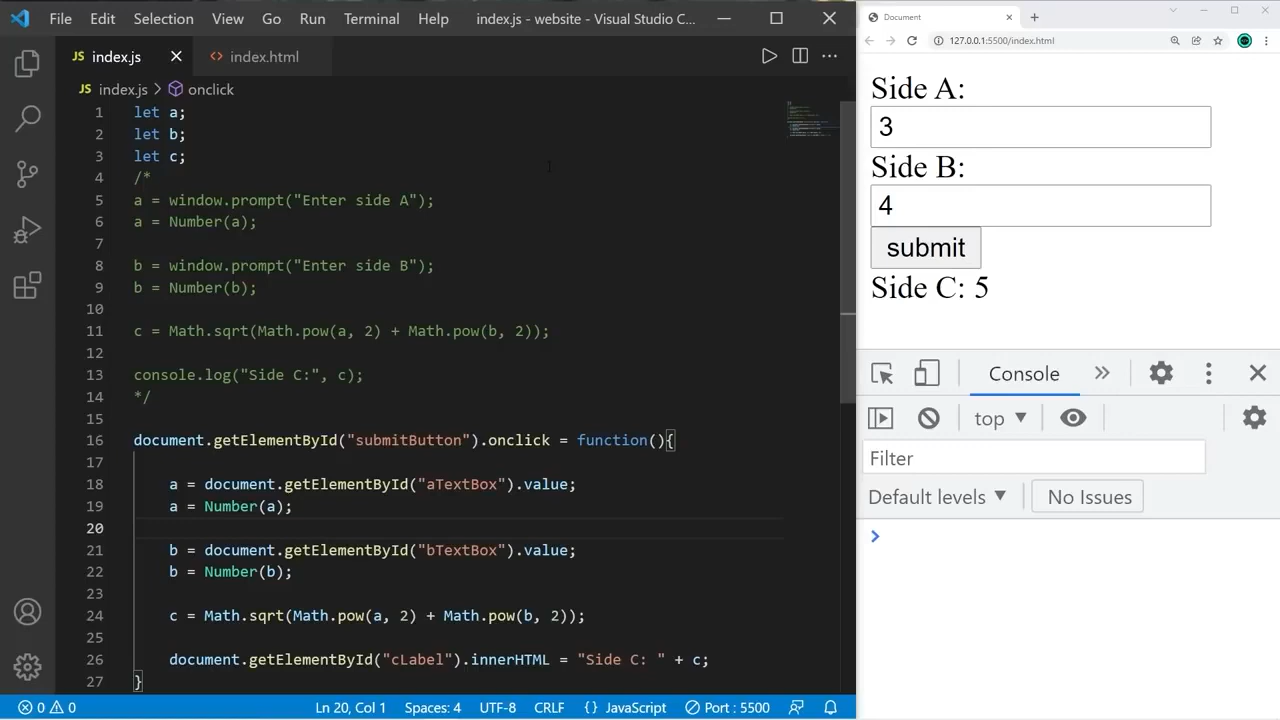 File Edit Selection View Go Run Terminal Help index.js - website - Visual Studio C...
JS index.js <> index.html
JS index.js > onclick
1 let a;
2 let b;
3 let c;
4 /*
5 a = window.prompt("Enter side A");
6 a = Number(a);
7
8 b = window.prompt("Enter side B");
9 b = Number(b);
10
11 c = Math.sqrt(Math.pow(a, 2) + Math.pow(b, 2));
12
13 console.log("Side C:", c);
14 */
15
16 document.getElementById("submitButton").onclick = function(){
17
18 a = document.getElementById("aTextBox").value;
19 a = Number(a);
20
21 b = document.getElementById("bTextBox").value;
22 b = Number(b);
23
24 c = Math.sqrt(Math.pow(a, 2) + Math.pow(b, 2));
25
26 document.getElementById("cLabel").innerHTML = "Side C: " + c;
27 }
0 0 Ln 20, Col 1 Spaces: 4 UTF-8 CRLF {} JavaScript Port : 5500
Document
127.0.0.1:5500/index.html
Side A:
3
Side B:
4
submit
Side C: 5
Console
top
Filter
Default levels No Issues